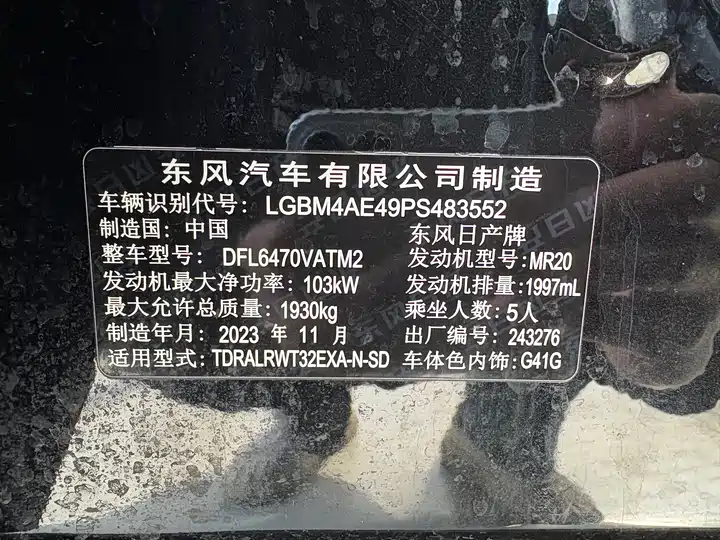 东风汽车有限公司制造
车辆识别代号: LGBM4AE49PS483552
制造国: 中国 东风日产牌
整车型号: DFL6470VATM2 发动机型号: MR20
发动机最大净功率: 103kW 发动机排量: 1997mL
最大允许总质量: 1930kg 乘坐人数: 5人
制造年月: 2023 年 11 月 出厂编号: 243276
适用型式: TDRALRWT32EXA-N-SD 车体色内饰: G41G